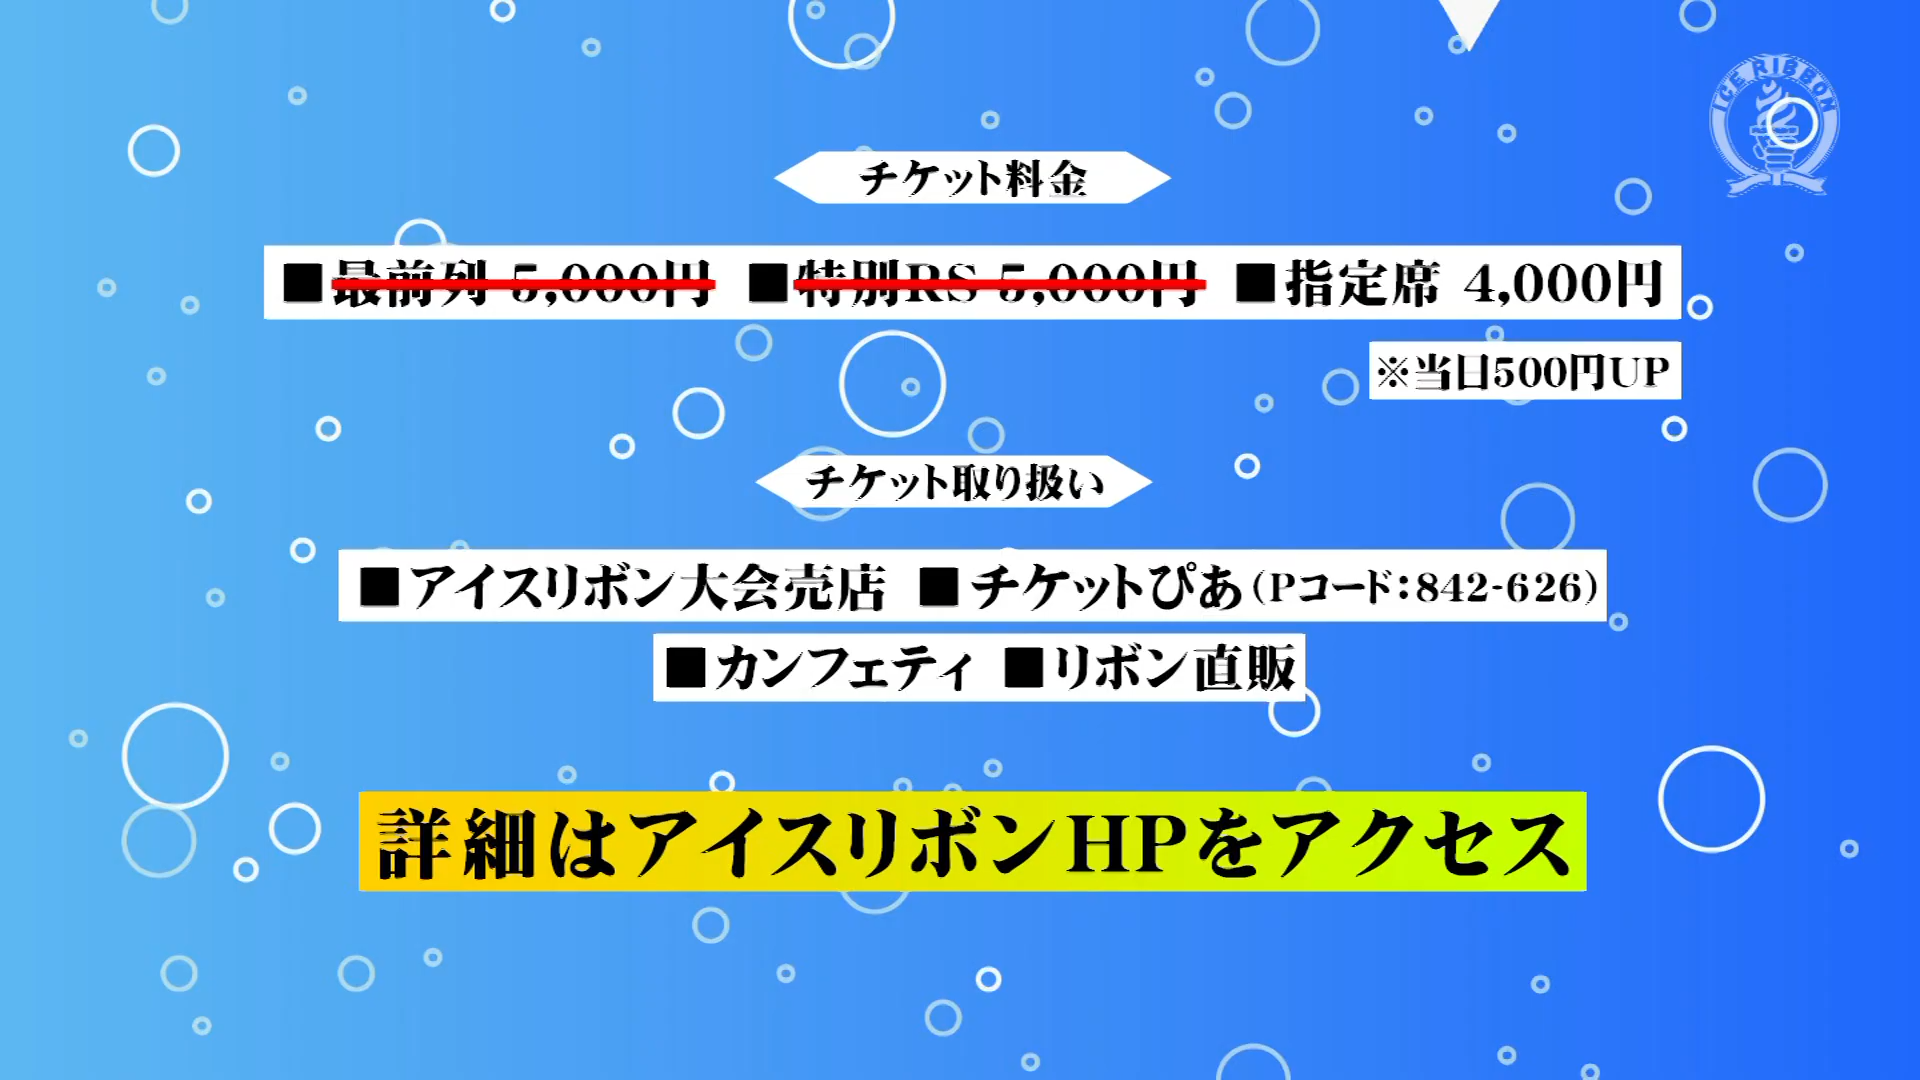 ICE RIBBON
チケット料金
■最前列 5,000円 ■特別RS 5,000円 ■指定席 4,000円
※当日500円UP
チケット取り扱い
■アイスリボン大会売店 ■チケットぴあ(Pコード:842-626)
■カンフェティ ■リボン直販
詳細はアイスリボンHPをアクセス